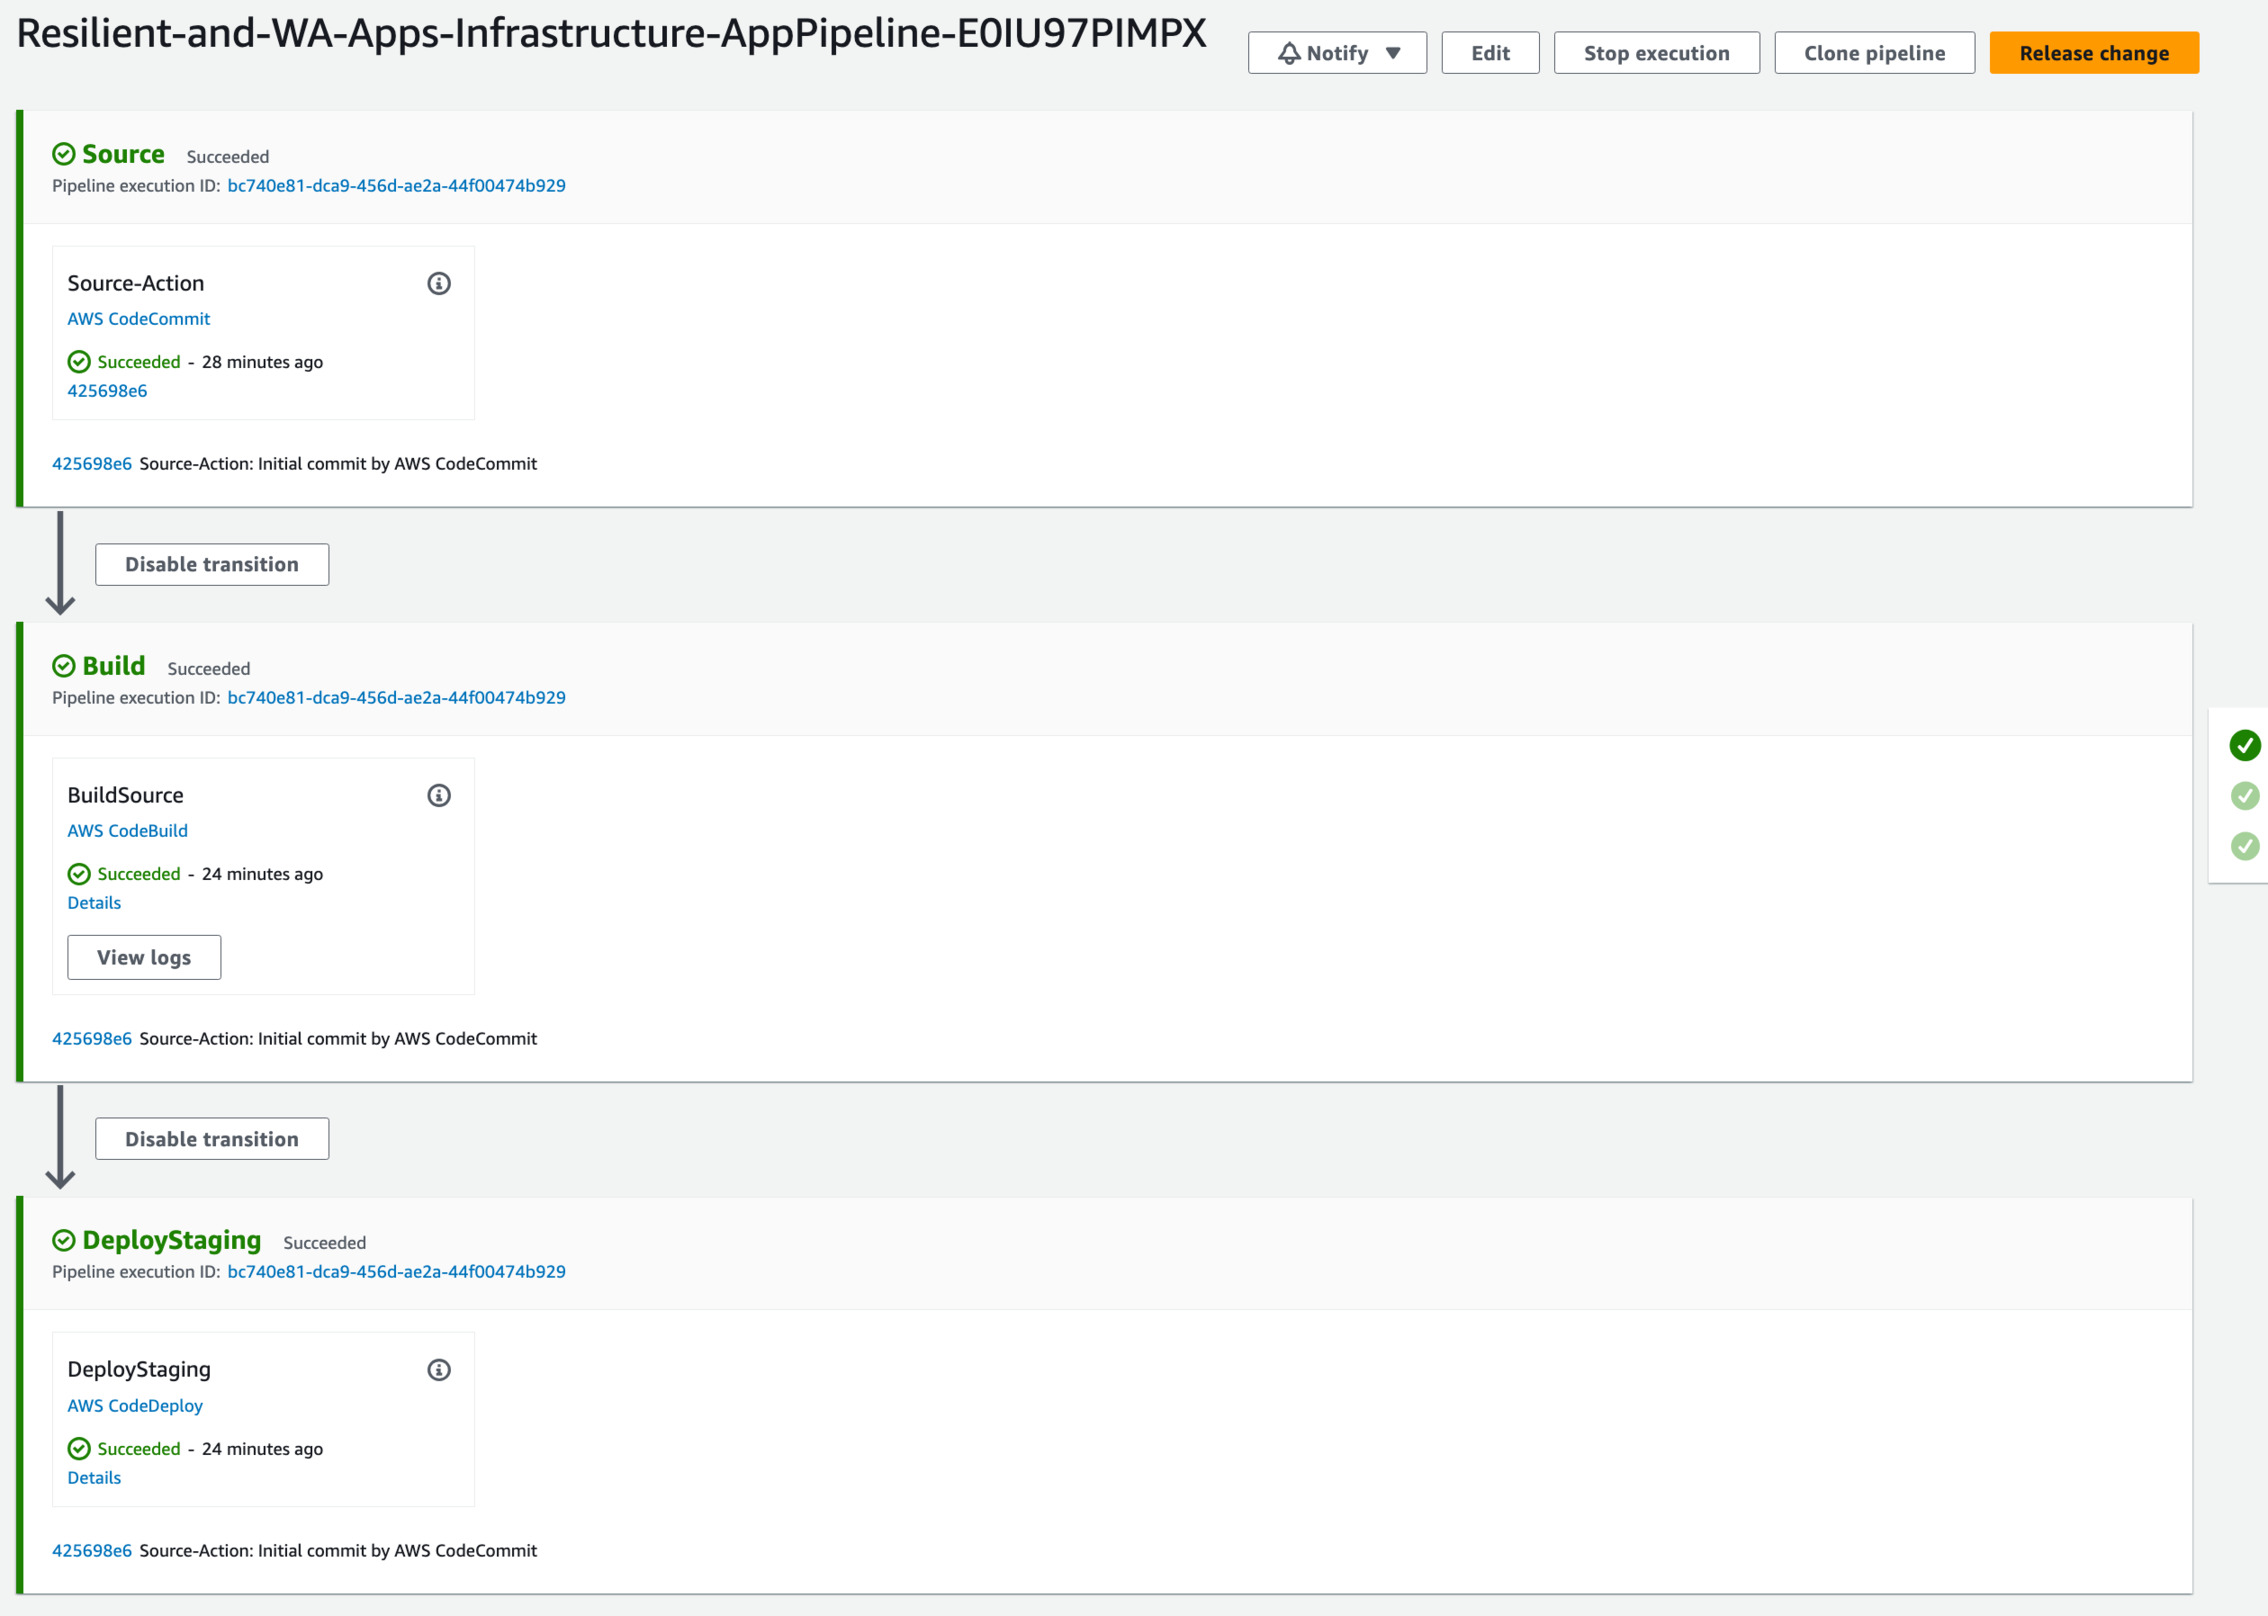 Resilient-and-WA-Apps-Infrastructure-AppPipeline-E0IU97PIMPX
Notify
Edit
Stop execution
Clone pipeline
Release change
Source Succeeded
Pipeline execution ID: bc740e81-dca9-456d-ae2a-44f00474b929
Source-Action
AWS CodeCommit
Succeeded - 28 minutes ago
425698e6
425698e6 Source-Action: Initial commit by AWS CodeCommit
Disable transition
Build Succeeded
Pipeline execution ID: bc740e81-dca9-456d-ae2a-44f00474b929
BuildSource
AWS CodeBuild
Succeeded - 24 minutes ago
Details
View logs
425698e6 Source-Action: Initial commit by AWS CodeCommit
Disable transition
DeployStaging Succeeded
Pipeline execution ID: bc740e81-dca9-456d-ae2a-44f00474b929
DeployStaging
AWS CodeDeploy
Succeeded - 24 minutes ago
Details
425698e6 Source-Action: Initial commit by AWS CodeCommit